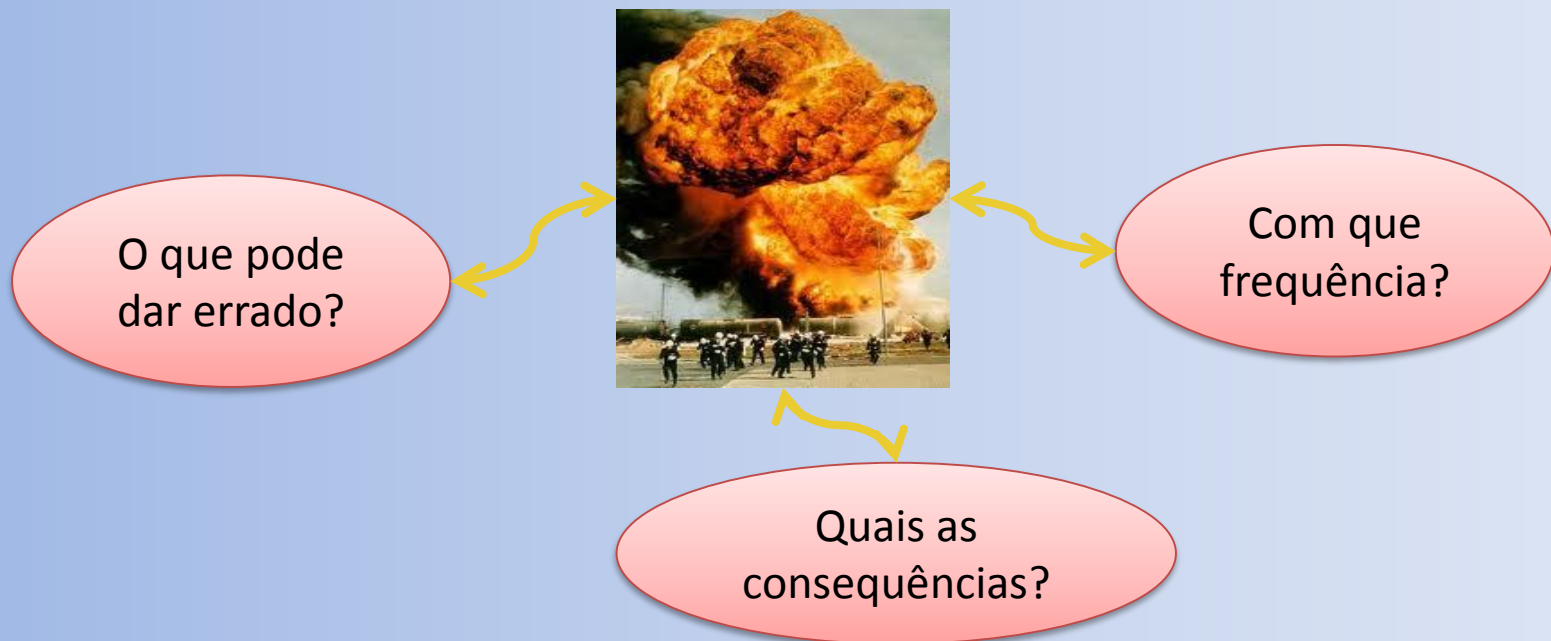 O que pode
dar errado?
Com que
frequência?
Quais as
consequências?